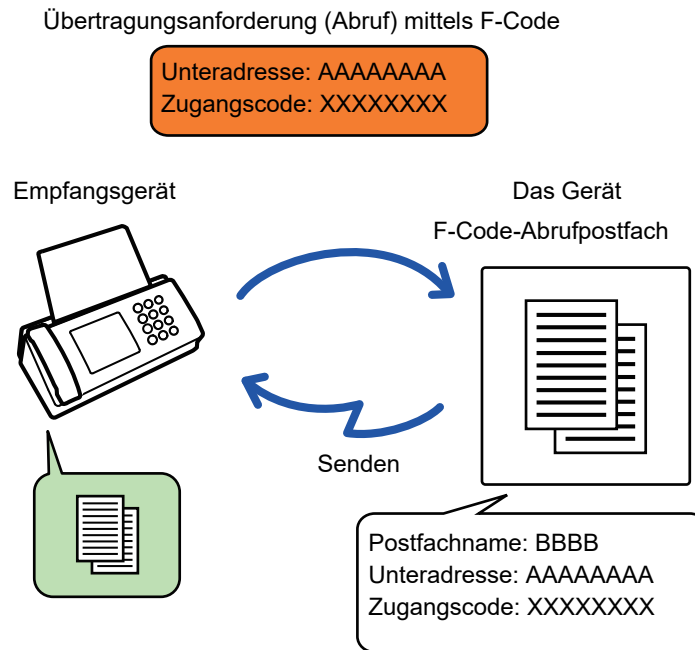 Übertragungsanforderung (Abruf) mittels F-Code
Unteradresse: AAAAAAAA
Zugangscode: XXXXXXXX
Empfangsgerät
Das Gerät
F-Code-Abrufpostfach
Senden
Postfachname: BBBB
Unteradresse: AAAAAAAA
Zugangscode: XXXXXXXX